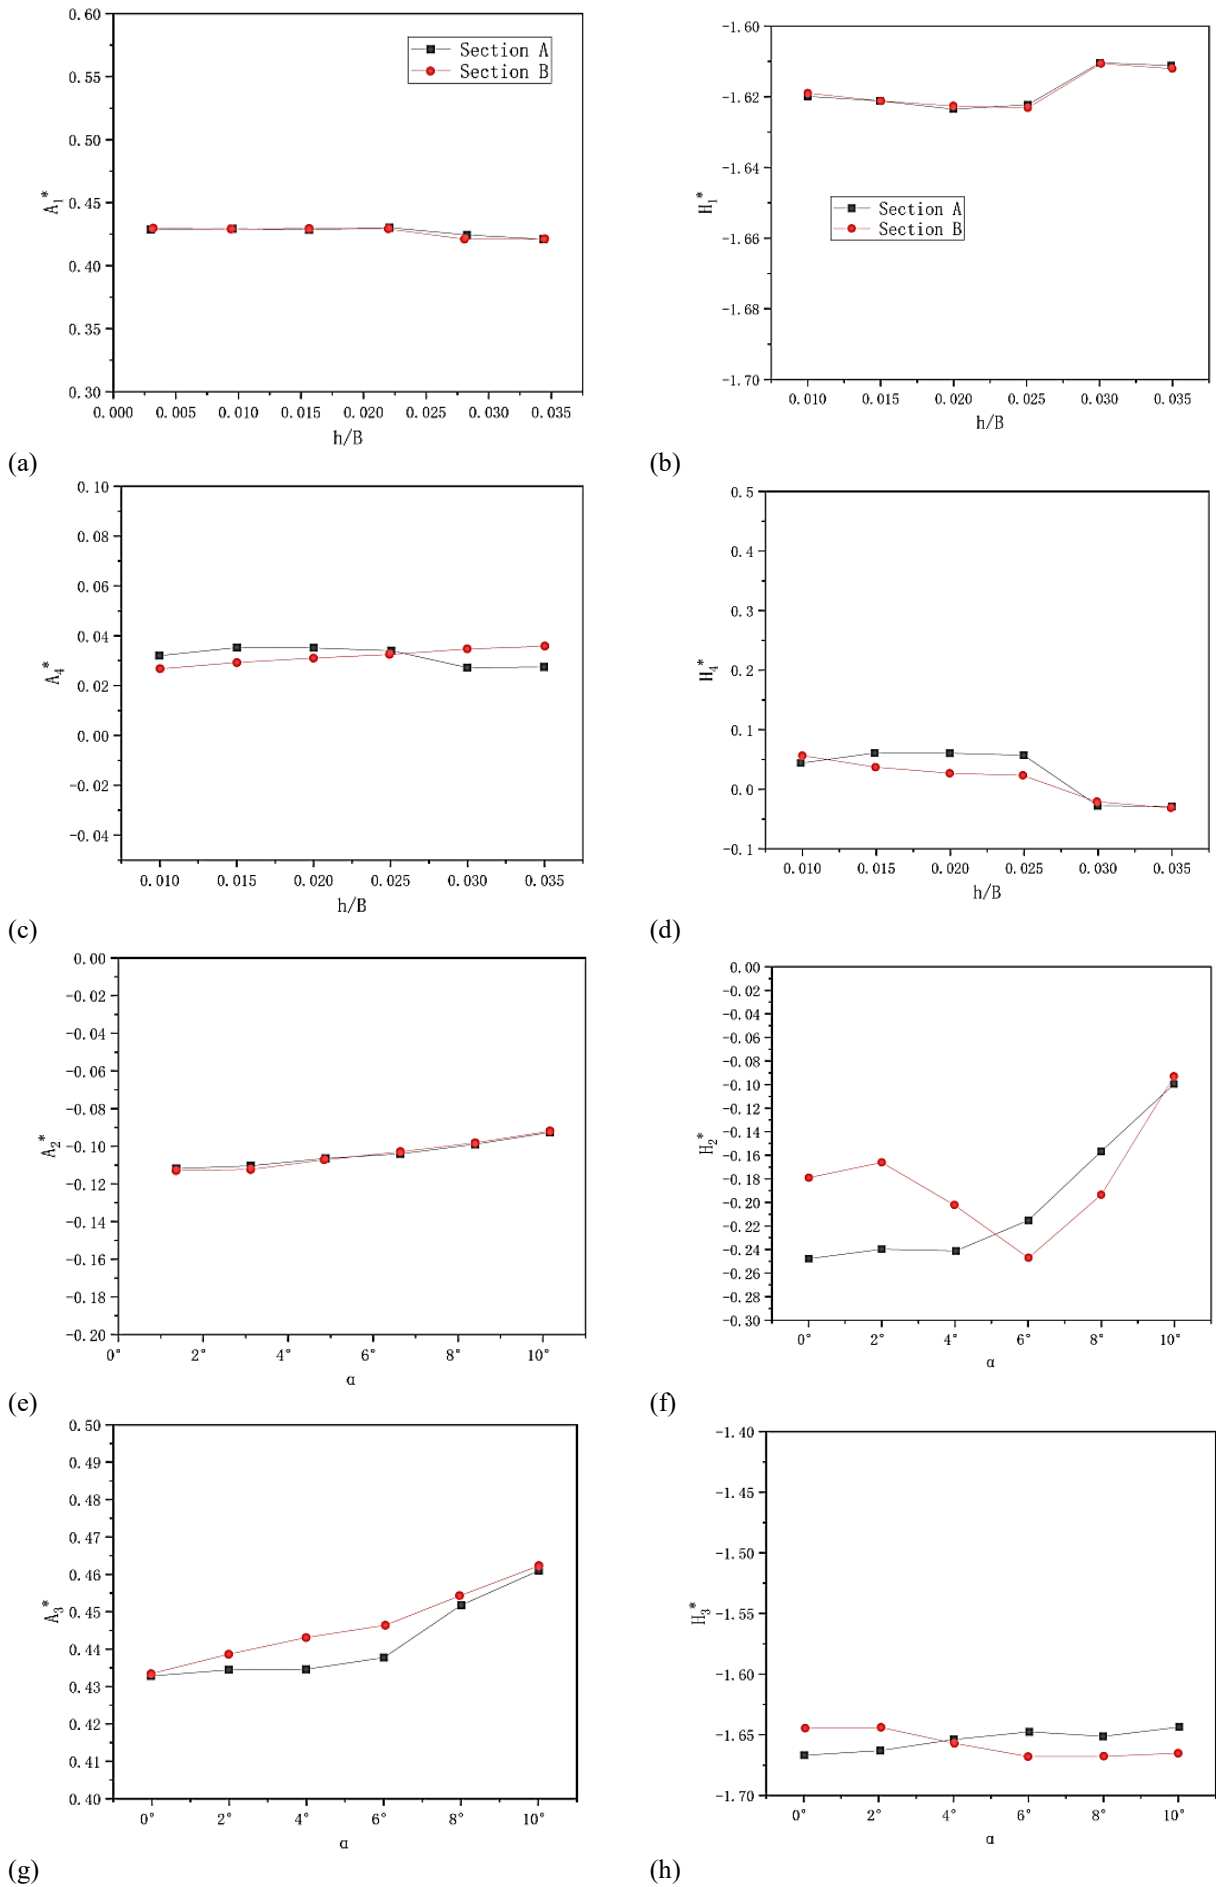 0.60
0.55
0.50
0.45
0.40
0.35
0.30
A₁*
Section A
Section B
0.000 0.005 0.010 0.015 0.020 0.025 0.030 0.035
h/B
(a)
-1.60
-1.62
-1.64
-1.66
-1.68
-1.70
H₁*
Section A
Section B
0.010 0.015 0.020 0.025 0.030 0.035
h/B
(b)
0.10
0.08
0.06
0.04
0.02
0.00
-0.02
-0.04
A₄*
0.010 0.015 0.020 0.025 0.030 0.035
h/B
(c)
0.5
0.4
0.3
0.2
0.1
0.0
-0.1
H₄*
0.010 0.015 0.020 0.025 0.030 0.035
h/B
(d)
0.00
-0.02
-0.04
-0.06
-0.08
-0.10
-0.12
-0.14
-0.16
-0.18
-0.20
A₂*
0° 2° 4° 6° 8° 10°
α
(e)
0.00
-0.02
-0.04
-0.06
-0.08
-0.10
-0.12
-0.14
-0.16
-0.18
-0.20
-0.22
-0.24
-0.26
-0.28
-0.30
H₂*
0° 2° 4° 6° 8° 10°
α
(f)
0.50
0.49
0.48
0.47
0.46
0.45
0.44
0.43
0.42
0.41
0.40
A₃*
0° 2° 4° 6° 8° 10°
α
(g)
-1.40
-1.45
-1.50
-1.55
-1.60
-1.65
-1.70
H₃*
0° 2° 4° 6° 8° 10°
α
(h)